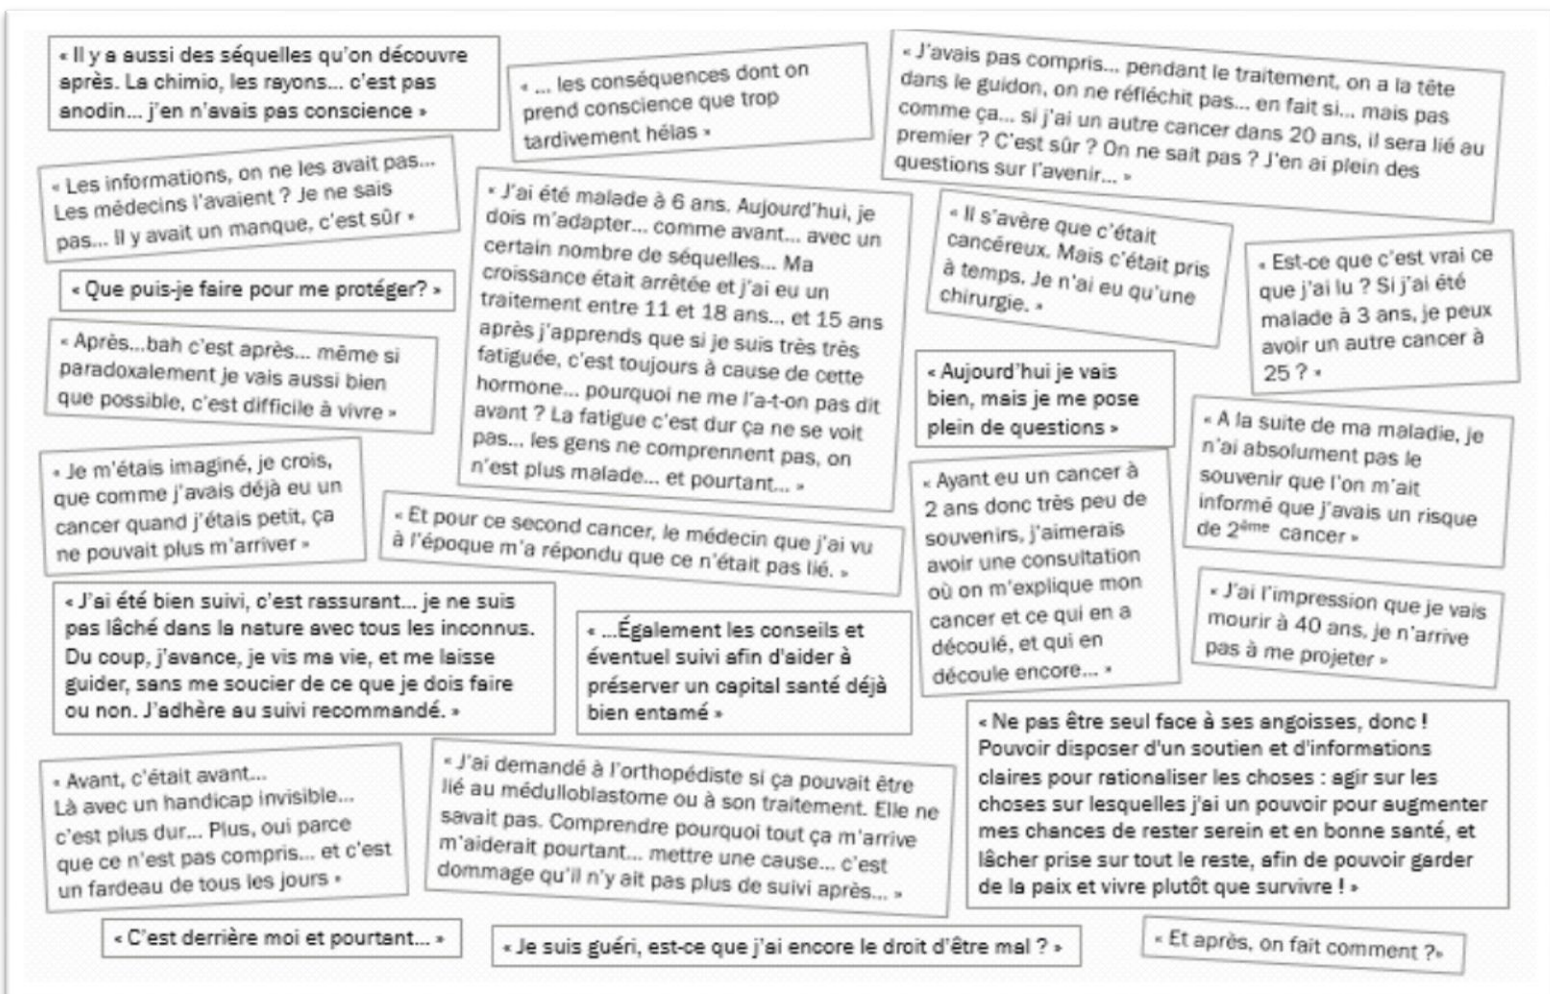 « Il y a aussi des séquelles qu'on découvre
après. La chimio, les rayons... c'est pas
anodin... j'en n'avais pas conscience »
« ... les conséquences dont on
prend conscience que trop
tardivement hélas »
« J'avais pas compris... pendant le traitement, on a la tête
dans le guidon, on ne réfléchit pas... en fait si... mais pas
comme ça... si j'ai un autre cancer dans 20 ans, il sera lié au
premier ? C'est sûr ? On ne sait pas ? J'en ai plein des
questions sur l'avenir... »
« Les informations, on ne les avait pas...
Les médecins l'avaient ? Je ne sais
pas... Il y avait un manque, c'est sûr »
« J'ai été malade à 6 ans. Aujourd'hui, je
dois m'adapter... comme avant... avec un
certain nombre de séquelles... Ma
croissance était arrêtée et j'ai eu un
traitement entre 11 et 18 ans... et 15 ans
après j'apprends que si je suis très très
fatiguée, c'est toujours à cause de cette
hormone... pourquoi ne me l'a-t-on pas dit
avant ? La fatigue c'est dur ça ne se voit
pas... les gens ne comprennent pas, on
n'est plus malade... et pourtant... »
« Il s'avère que c'était
cancéreux. Mais c'était pris
à temps. Je n'ai eu qu'une
chirurgie. »
« Est-ce que c'est vrai ce
que j'ai lu ? Si j'ai été
malade à 3 ans, je peux
avoir un autre cancer à
25 ? »
« Que puis-je faire pour me protéger? »
« Après...bah c'est après... même si
paradoxalement je vais aussi bien
que possible, c'est difficile à vivre »
« Aujourd'hui je vais
bien, mais je me pose
plein de questions »
« A la suite de ma maladie, je
n'ai absolument pas le
souvenir que l'on m'ait
informé que j'avais un risque
de 2ème cancer »
« Je m'étais imaginé, je crois,
que comme j'avais déjà eu un
cancer quand j'étais petit, ça
ne pouvait plus m'arriver »
« Et pour ce second cancer, le médecin que j'ai vu
à l'époque m'a répondu que ce n'était pas lié. »
« Ayant eu un cancer à
2 ans donc très peu de
souvenirs, j'aimerais
avoir une consultation
où on m'explique mon
cancer et ce qui en a
découlé, et qui en
découle encore... »
« J'ai l'impression que je vais
mourir à 40 ans, je n'arrive
pas à me projeter »
« J'ai été bien suivi, c'est rassurant... je ne suis
pas lâché dans la nature avec tous les inconnus.
Du coup, j'avance, je vis ma vie, et me laisse
guider, sans me soucier de ce que je dois faire
ou non. J'adhère au suivi recommandé. »
« ...Également les conseils et
éventuel suivi afin d'aider à
préserver un capital santé déjà
bien entamé »
« Ne pas être seul face à ses angoisses, donc !
Pouvoir disposer d'un soutien et d'informations
claires pour rationaliser les choses : agir sur les
choses sur lesquelles j'ai un pouvoir pour augmenter
mes chances de rester serein et en bonne santé, et
lâcher prise sur tout le reste, afin de pouvoir garder
de la paix et vivre plutôt que survivre ! »
« Avant, c'était avant...
Là avec un handicap invisible...
c'est plus dur... Plus, oui parce
que ce n'est pas compris... et c'est
un fardeau de tous les jours »
« J'ai demandé à l'orthopédiste si ça pouvait être
lié au médulloblastome ou à son traitement. Elle ne
savait pas. Comprendre pourquoi tout ça m'arrive
m'aiderait pourtant... mettre une cause... c'est
dommage qu'il n'y ait pas plus de suivi après... »
« C'est derrière moi et pourtant... »
« Je suis guéri, est-ce que j'ai encore le droit d'être mal ? »
« Et après, on fait comment ?»